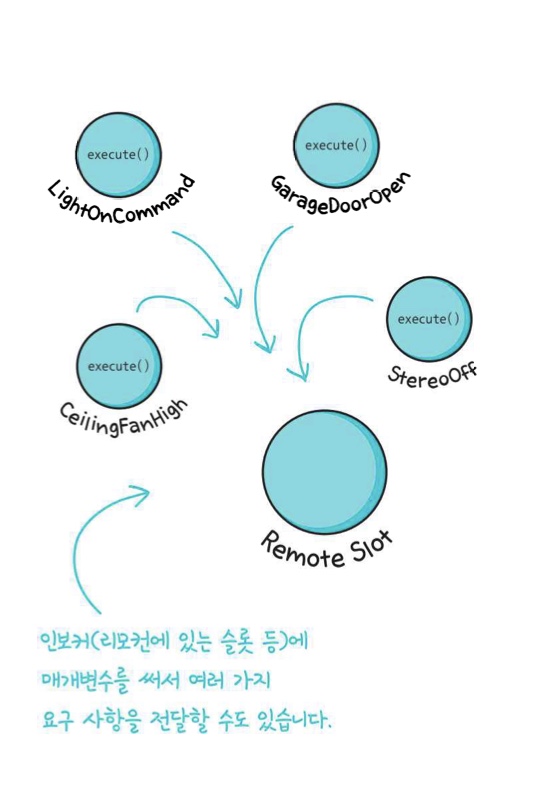 execute()
LightOnCommand
execute()
GarageDoorOpen
execute()
CeilingFanHigh
execute()
StereoOff
Remote Slot
인보커(리모컨에 있는 슬롯 등)에
매개변수를 써서 여러 가지
요구 사항을 전달할 수도 있습니다.